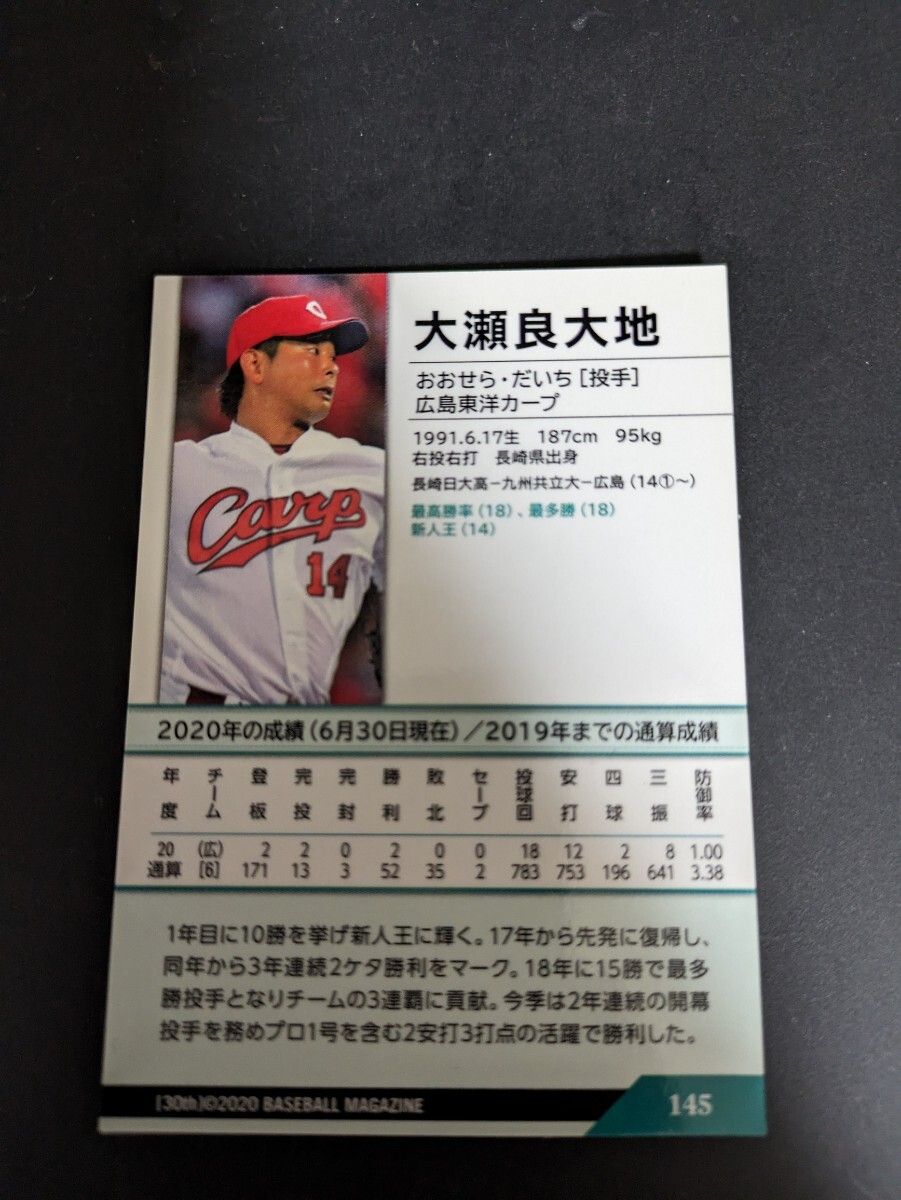 大瀬良大地
おおせら・だいち［投手］
広島東洋カープ
1991.6.17生 187cm 95kg
右投右打 長崎県出身
長崎日大高−九州共立大−広島（14①〜）
最高勝率（18）、最多勝（18）
新人王（14）
Carp
14
2020年の成績（6月30日現在）／2019年までの通算成績
年度 チーム 登板 完投 完封 勝利 敗北 セーブ 投球回 安打 四球 三振 防御率
20 （広） 2 2 0 2 0 0 18 12 2 8 1.00
通算 ［6］ 171 13 3 52 35 2 783 753 196 641 3.38
1年目に10勝を挙げ新人王に輝く。17年から先発に復帰し、
同年から3年連続2ケタ勝利をマーク。18年に15勝で最多
勝投手となりチームの3連覇に貢献。今季は2年連続の開幕
投手を務めプロ1号を含む2安打3打点の活躍で勝利した。
[30th]©2020 BASEBALL MAGAZINE
145